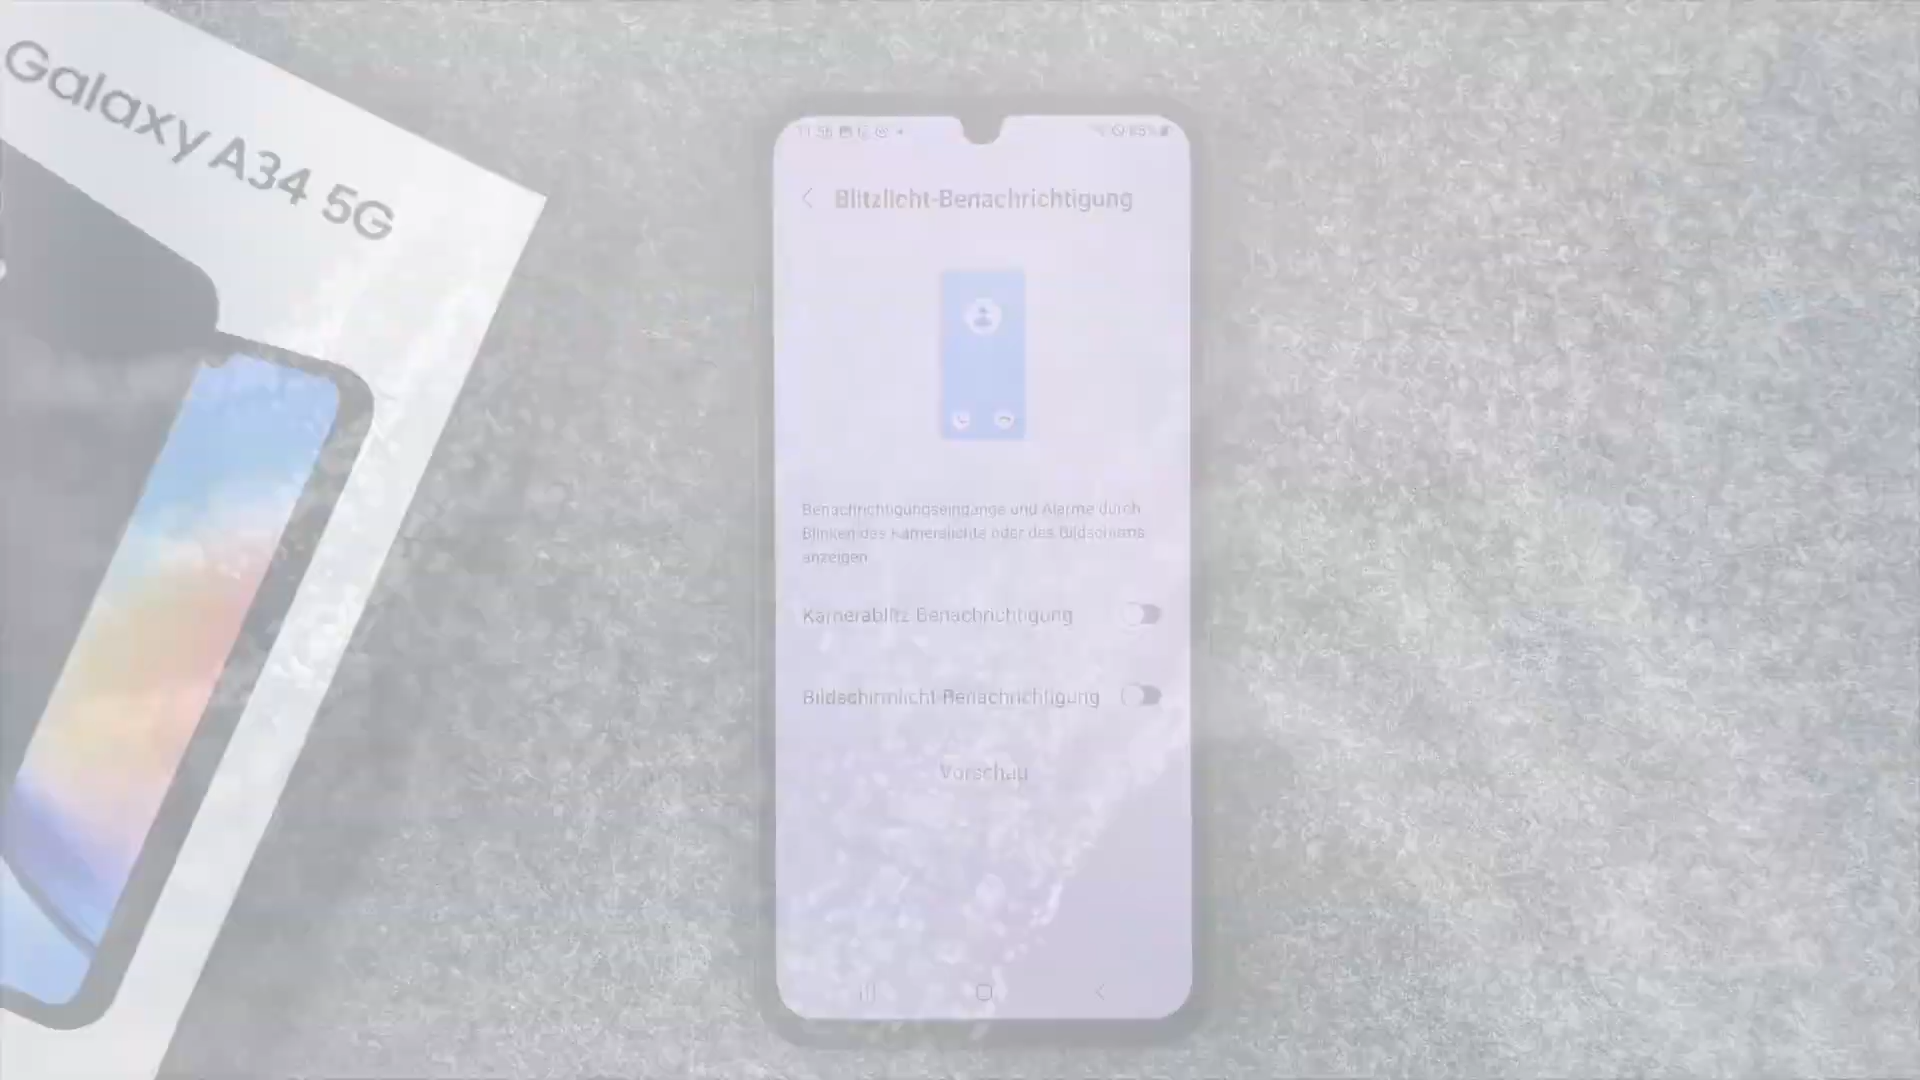 Galaxy A34 5G
Blitzlicht-Benachrichtigung
Benachrichtigungseingänge und Alarme durch
Blinken des Kameralichts oder des Bildschirms
anzeigen
Kamerablitz Benachrichtigung
Bildschirmlicht Benachrichtigung
Vorschau